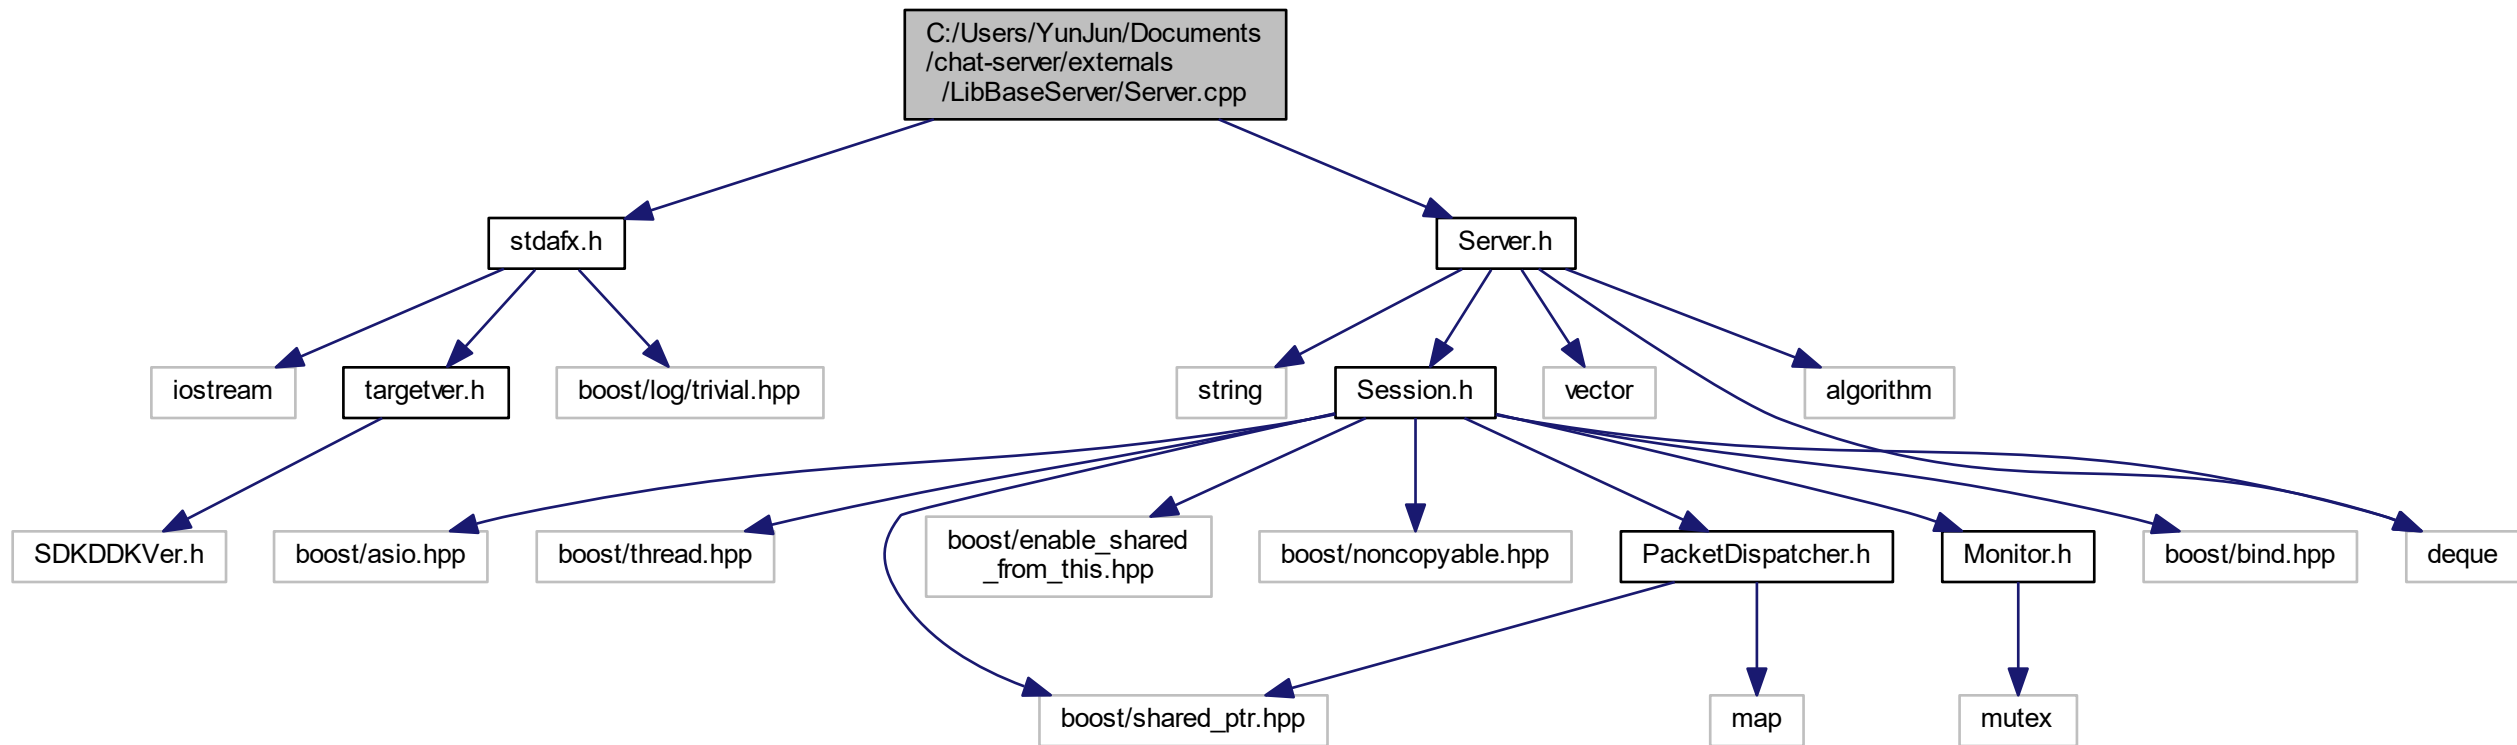 C:/Users/YunJun/Documents
/chat-server/externals
/LibBaseServer/Server.cpp
stdafx.h
Server.h
iostream
targetver.h
boost/log/trivial.hpp
string
Session.h
vector
algorithm
SDKDDKVer.h
boost/asio.hpp
boost/thread.hpp
boost/enable_shared
_from_this.hpp
boost/noncopyable.hpp
PacketDispatcher.h
Monitor.h
boost/bind.hpp
deque
boost/shared_ptr.hpp
map
mutex